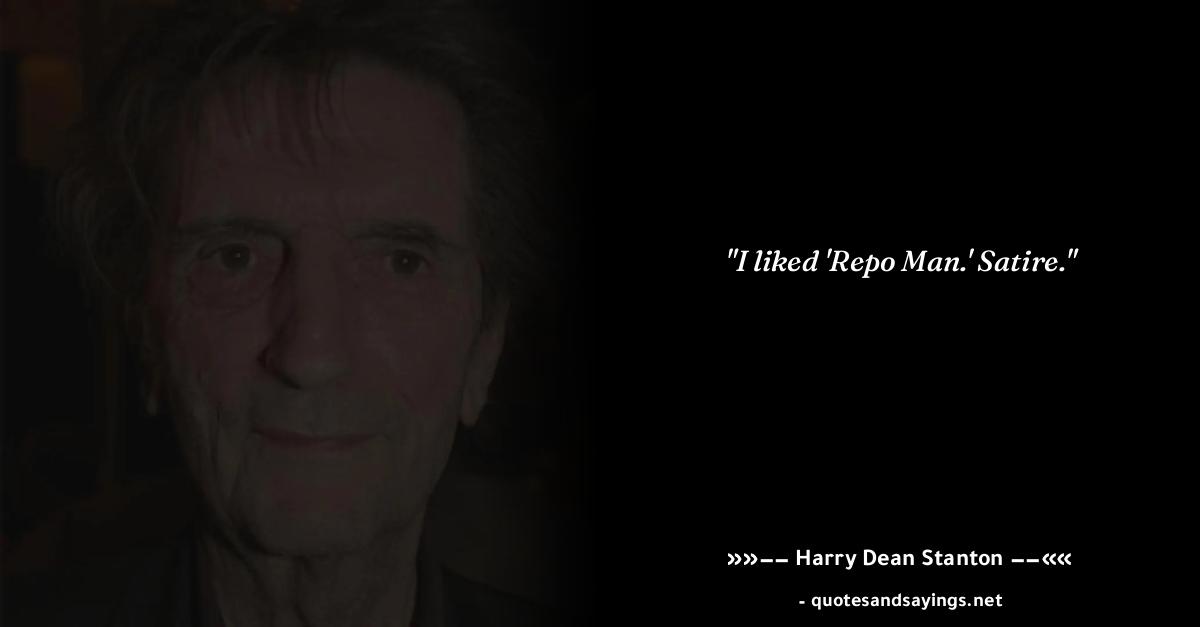 "I liked 'Repo Man.' Satire."
»»−− Harry Dean Stanton −−««
- quotesandsayings.net